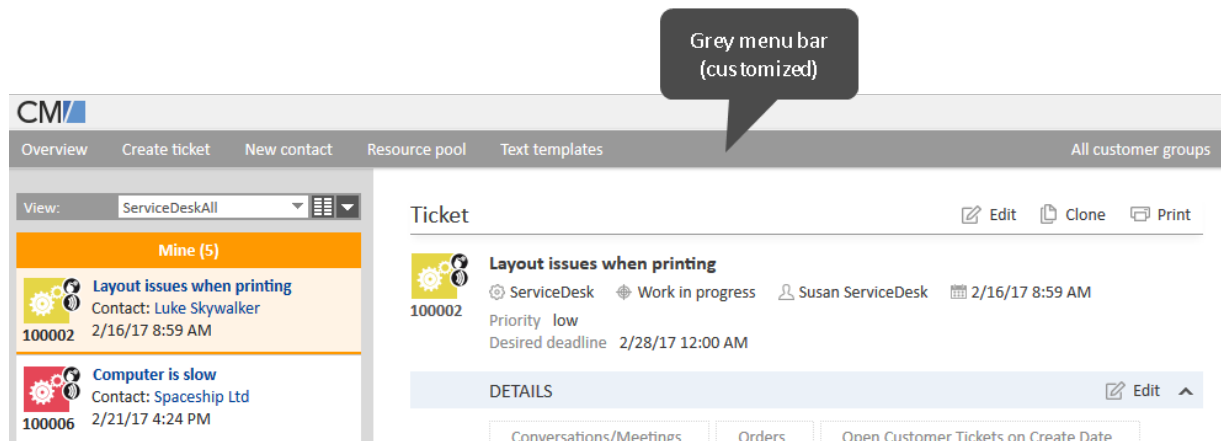 Grey menu bar
(customized)
CM/
Overview Create ticket New contact Resource pool Text templates All customer groups
View: ServiceDeskAll
Ticket Edit Clone Print
Mine (5)
Layout issues when printing
Contact: Luke Skywalker
100002 2/16/17 8:59 AM
Layout issues when printing
ServiceDesk Work in progress Susan ServiceDesk 2/16/17 8:59 AM
100002
Priority low
Desired deadline 2/28/17 12:00 AM
Computer is slow
Contact: Spaceship Ltd
100006 2/21/17 4:24 PM
DETAILS Edit
Conversations/Meetings Orders Open Customer Tickets on Create Date